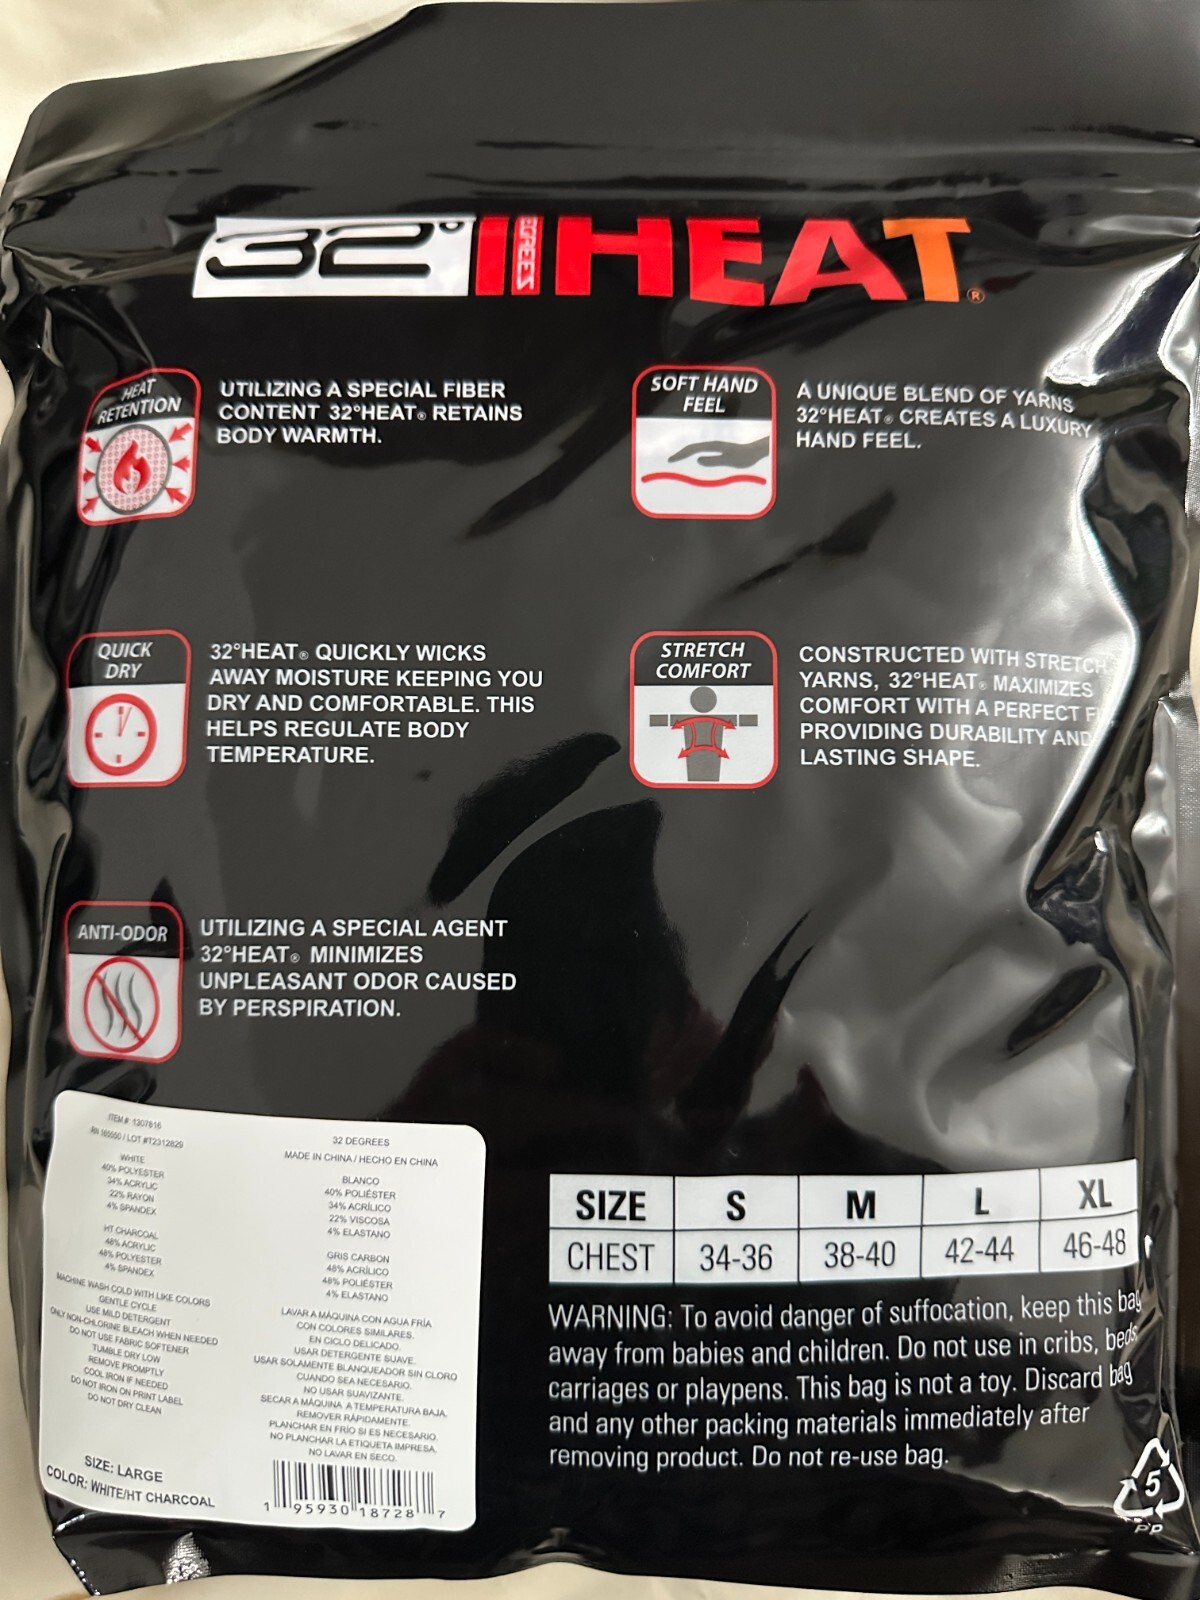 32° DEGREES HEAT®
HEAT
RETENTION
UTILIZING A SPECIAL FIBER
CONTENT 32°HEAT® RETAINS
BODY WARMTH.
SOFT HAND
FEEL
A UNIQUE BLEND OF YARNS
32°HEAT® CREATES A LUXURY
HAND FEEL.
QUICK
DRY
32°HEAT® QUICKLY WICKS
AWAY MOISTURE KEEPING YOU
DRY AND COMFORTABLE. THIS
HELPS REGULATE BODY
TEMPERATURE.
STRETCH
COMFORT
CONSTRUCTED WITH STRETCH
YARNS, 32°HEAT® MAXIMIZES
COMFORT WITH A PERFECT
PROVIDING DURABILITY AND
LASTING SHAPE.
ANTI-ODOR
UTILIZING A SPECIAL AGENT
32°HEAT® MINIMIZES
UNPLEASANT ODOR CAUSED
BY PERSPIRATION.
ITEM #: 1307816
RN 165050 / LOT #T2312829
WHITE
40% POLYESTER
34% ACRYLIC
22% RAYON
4% SPANDEX
HT CHARCOAL
48% ACRYLIC
48% POLYESTER
4% SPANDEX
MACHINE WASH COLD WITH LIKE COLORS
GENTLE CYCLE
USE MILD DETERGENT
ONLY NON-CHLORINE BLEACH WHEN NEEDED
DO NOT USE FABRIC SOFTENER
TUMBLE DRY LOW
REMOVE PROMPTLY
COOL IRON IF NEEDED
DO NOT IRON ON PRINT LABEL
DO NOT DRY CLEAN
SIZE: LARGE
COLOR: WHITE/HT CHARCOAL
32 DEGREES
MADE IN CHINA / HECHO EN CHINA
BLANCO
40% POLIÉSTER
34% ACRÍLICO
22% VISCOSA
4% ELASTANO
GRIS CARBON
48% ACRÍLICO
48% POLIÉSTER
4% ELASTANO
LAVAR A MÁQUINA CON AGUA FRÍA
CON COLORES SIMILARES.
EN CICLO DELICADO.
USAR DETERGENTE SUAVE.
USAR SOLAMENTE BLANQUEADOR SIN CLORO
CUANDO SEA NECESARIO.
NO USAR SUAVIZANTE.
SECAR A MÁQUINA A TEMPERATURA BAJA.
REMOVER RÁPIDAMENTE.
PLANCHAR EN FRÍO SI ES NECESARIO.
NO PLANCHAR LA ETIQUETA IMPRESA.
NO LAVAR EN SECO.
1 95930 18728 7
SIZE S M L XL
CHEST 34-36 38-40 42-44 46-48
WARNING: To avoid danger of suffocation, keep this bag
away from babies and children. Do not use in cribs, beds,
carriages or playpens. This bag is not a toy. Discard bag
and any other packing materials immediately after
removing product. Do not re-use bag.
5
PP